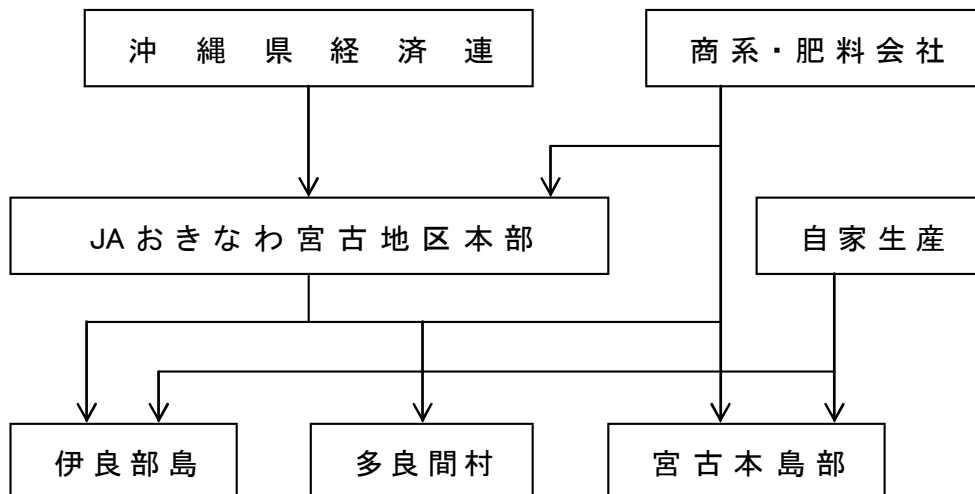 沖縄県経済連
商系・肥料会社
JAおきなわ宮古地区本部
自家生産
伊良部島
多良間村
宮古本島部